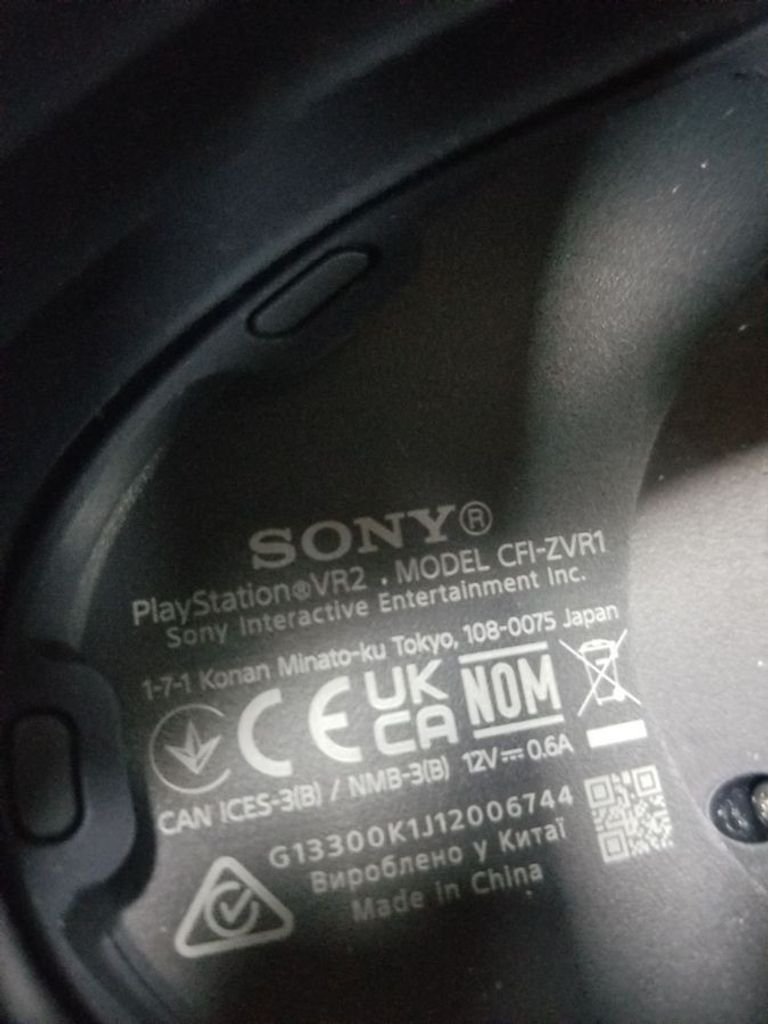 SONY®
PlayStation®VR2 . MODEL CFI-ZVR1
Sony Interactive Entertainment Inc.
1-7-1 Konan Minato-ku Tokyo, 108-0075 Japan
CE UK CA NOM
CAN ICES-3(B) / NMB-3(B) 12V⎓0.6A
G13300K1J12006744
Вироблено у Китаї
Made in China